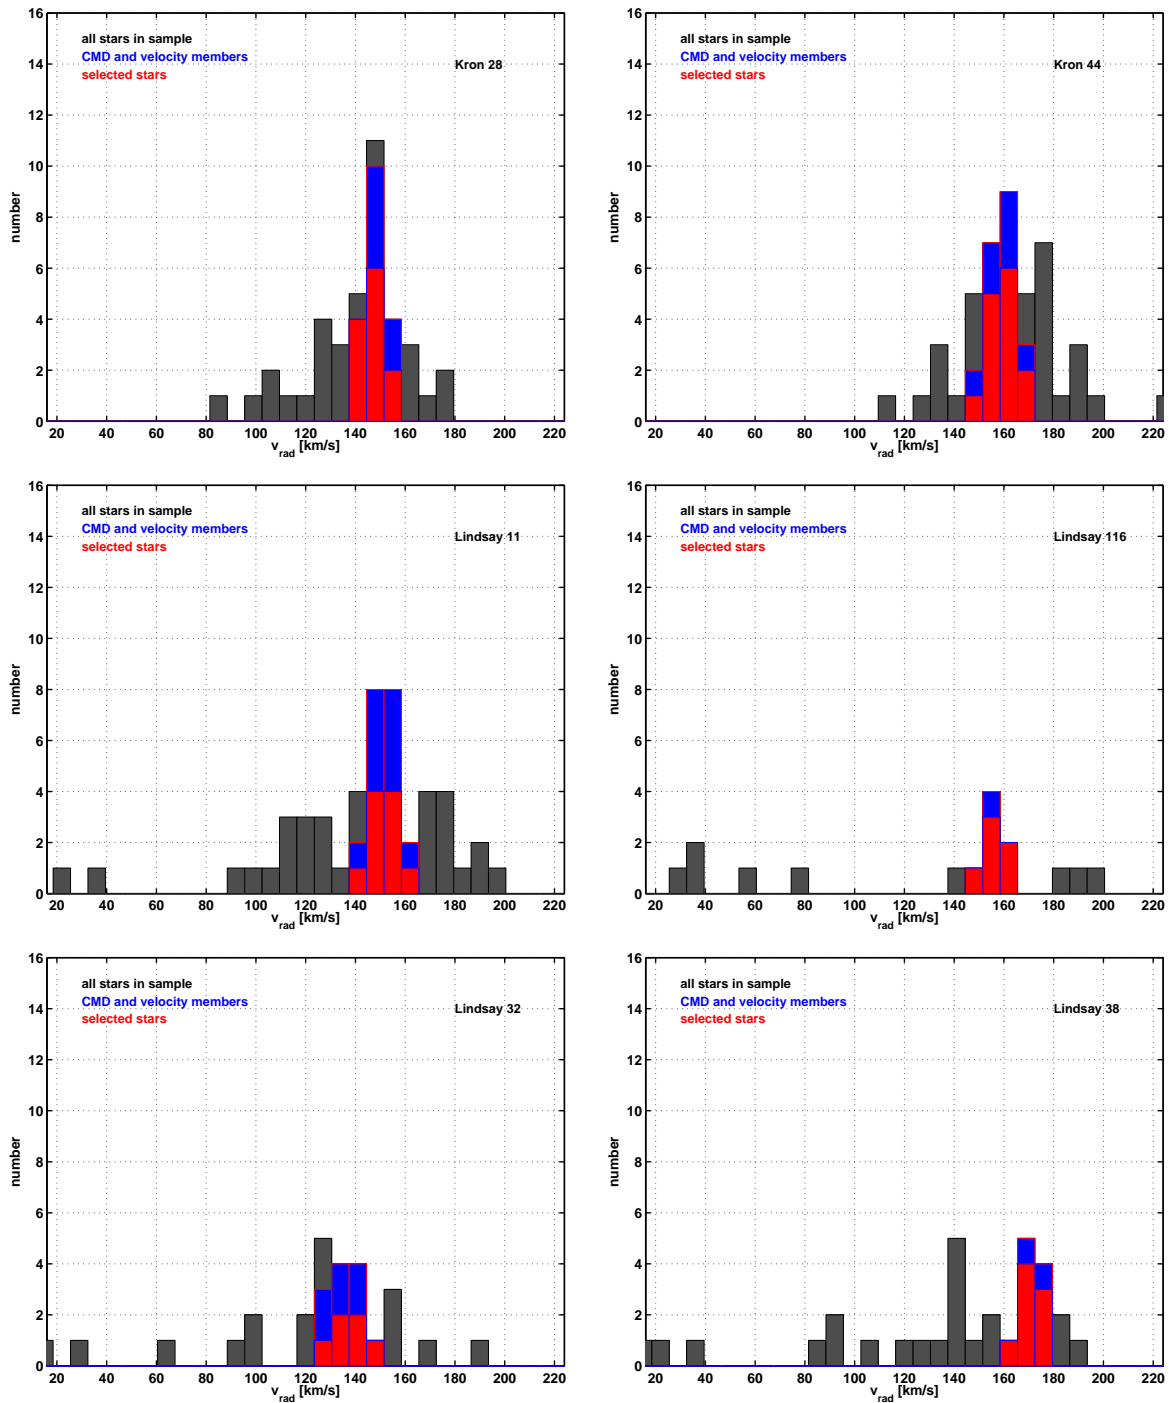 16
14
12
10
8
6
4
2
0
number
all stars in sample
CMD and velocity members
selected stars
Kron 28
20 40 60 80 100 120 140 160 180 200 220
v_rad [km/s]
16
14
12
10
8
6
4
2
0
number
all stars in sample
CMD and velocity members
selected stars
Kron 44
20 40 60 80 100 120 140 160 180 200 220
v_rad [km/s]
16
14
12
10
8
6
4
2
0
number
all stars in sample
CMD and velocity members
selected stars
Lindsay 11
20 40 60 80 100 120 140 160 180 200 220
v_rad [km/s]
16
14
12
10
8
6
4
2
0
number
all stars in sample
CMD and velocity members
selected stars
Lindsay 116
20 40 60 80 100 120 140 160 180 200 220
v_rad [km/s]
16
14
12
10
8
6
4
2
0
number
all stars in sample
CMD and velocity members
selected stars
Lindsay 32
20 40 60 80 100 120 140 160 180 200 220
v_rad [km/s]
16
14
12
10
8
6
4
2
0
number
all stars in sample
CMD and velocity members
selected stars
Lindsay 38
20 40 60 80 100 120 140 160 180 200 220
v_rad [km/s]